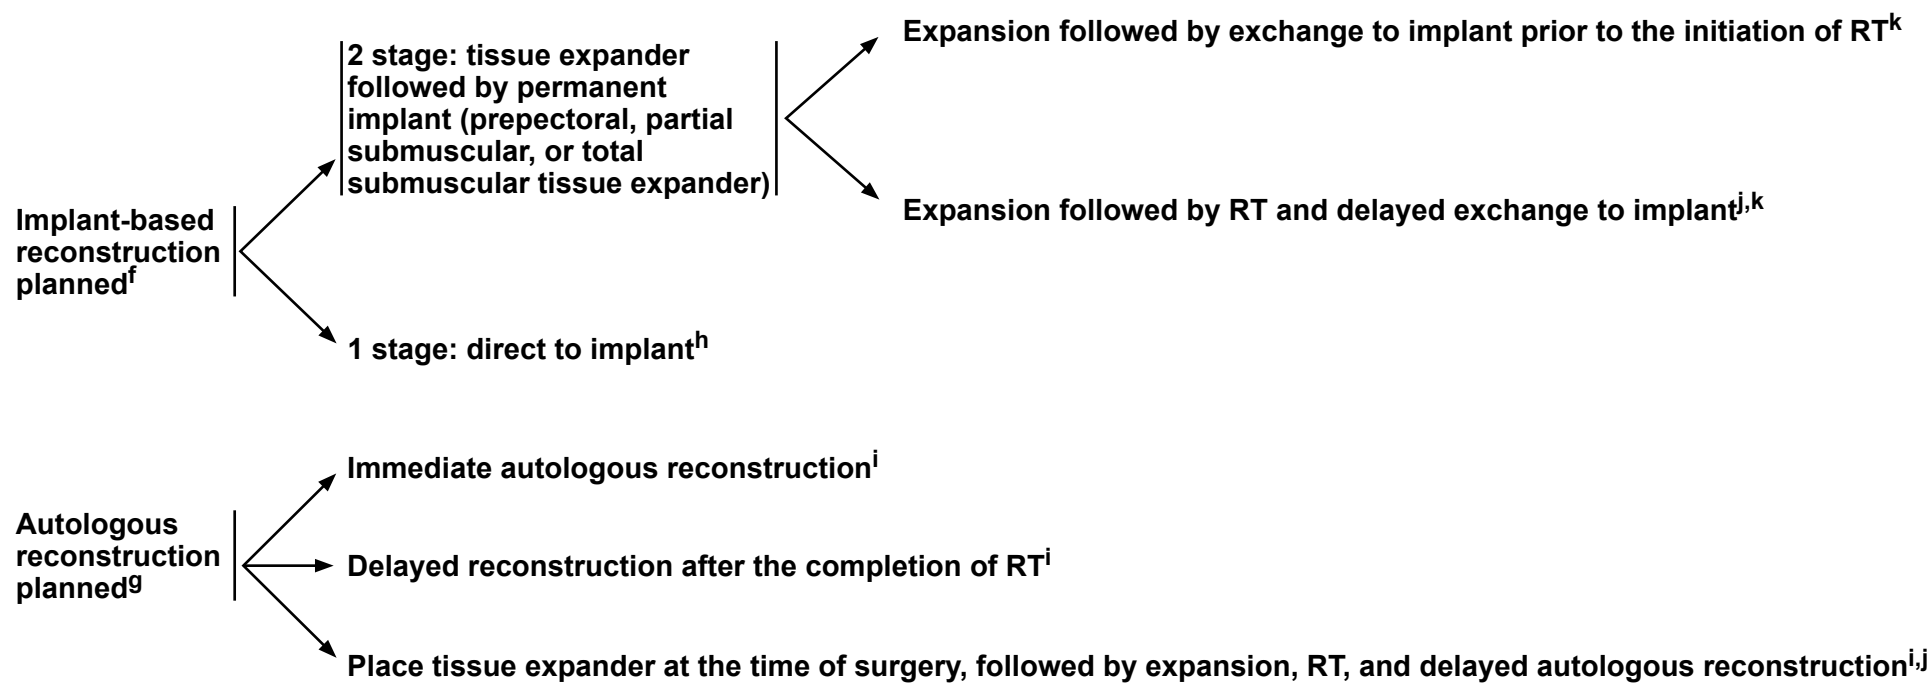 Implant-based
reconstruction
plannedf
2 stage: tissue expander
followed by permanent
implant (prepectoral, partial
submuscular, or total
submuscular tissue expander)
Expansion followed by exchange to implant prior to the initiation of RTk
Expansion followed by RT and delayed exchange to implantj,k
1 stage: direct to implanth
Autologous
reconstruction
plannedg
Immediate autologous reconstructioni
Delayed reconstruction after the completion of RTi
Place tissue expander at the time of surgery, followed by expansion, RT, and delayed autologous reconstructioni,j